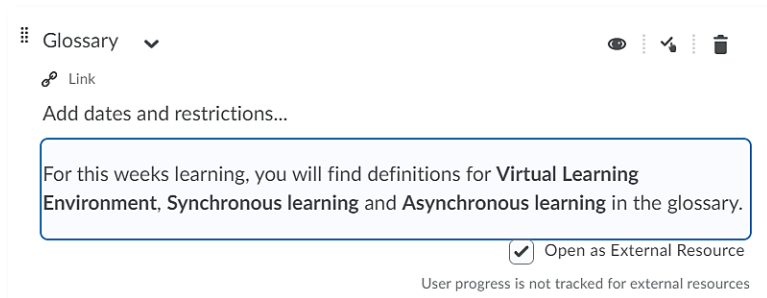 Glossary
Link
Add dates and restrictions...
For this weeks learning, you will find definitions for Virtual Learning
Environment, Synchronous learning and Asynchronous learning in the glossary.
Open as External Resource
User progress is not tracked for external resources